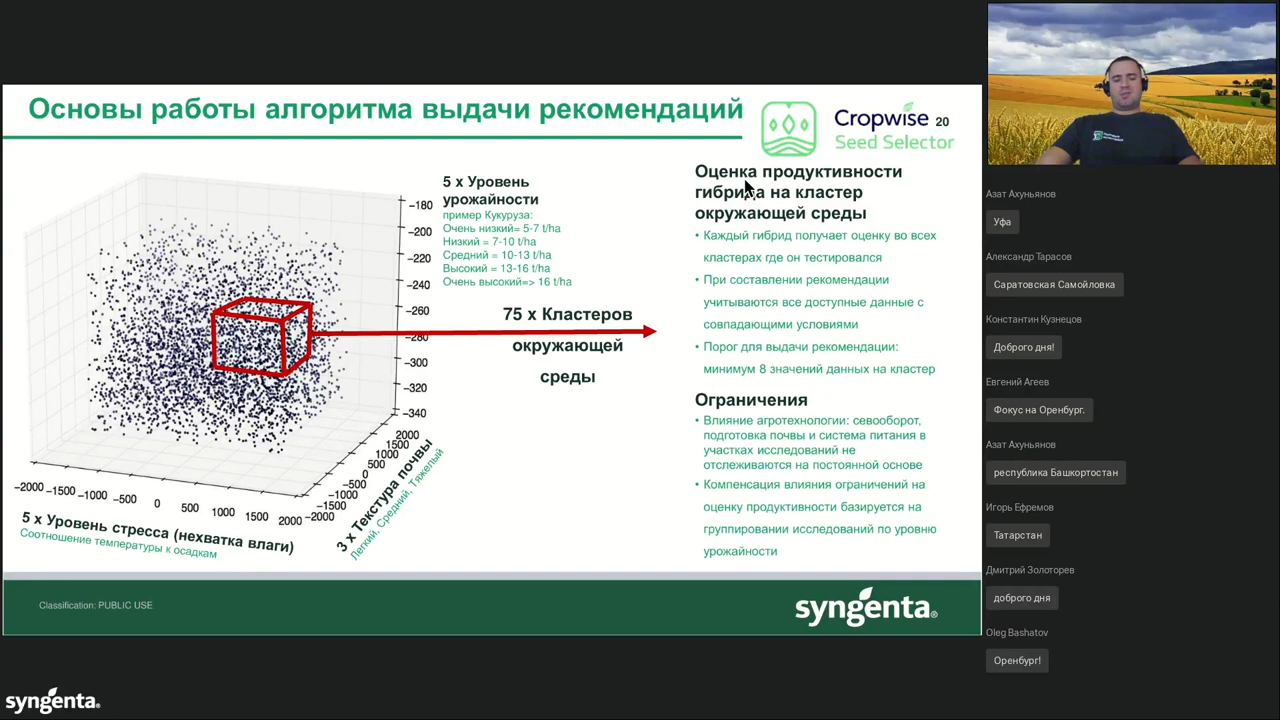 Основы работы алгоритма выдачи рекомендаций
Cropwise 20
Seed Selector
5 x Уровень
урожайности
пример Кукуруза:
Очень низкий= 5-7 t/ha
Низкий = 7-10 t/ha
Средний = 10-13 t/ha
Высокий = 13-16 t/ha
Очень высокий=> 16 t/ha
75 x Кластеров
окружающей
среды
−180
−200
−220
−240
−260
−280
−300
−320
−340
2000
1500
1000
500
0
−500
−1000
−1500
−2000
−2000
−1500
−1000
−500
0
500
1000
1500
2000
5 x Уровень стресса (нехватка влаги)
Соотношение температуры к осадкам
3 x Текстура почвы
Легкий, Средний, Тяжелый
Оценка продуктивности
гибрида на кластер
окружающей среды
• Каждый гибрид получает оценку во всех
кластерах где он тестировался
• При составлении рекомендации
учитываются все доступные данные с
совпадающими условиями
• Порог для выдачи рекомендации:
минимум 8 значений данных на кластер
Ограничения
• Влияние агротехнологии: севооборот,
подготовка почвы и система питания в
участках исследований не
отслеживаются на постоянной основе
• Компенсация влияния ограничений на
оценку продуктивности базируется на
группировании исследований по уровню
урожайности
Classification: PUBLIC USE
syngenta®
syngenta.
Азат Ахуньянов
Уфа
Александр Тарасов
Саратовская Самойловка
Константин Кузнецов
Доброго дня!
Евгений Агеев
Фокус на Оренбург.
Азат Ахуньянов
республика Башкортостан
Игорь Ефремов
Татарстан
Дмитрий Золоторев
доброго дня
Oleg Bashatov
Оренбург!